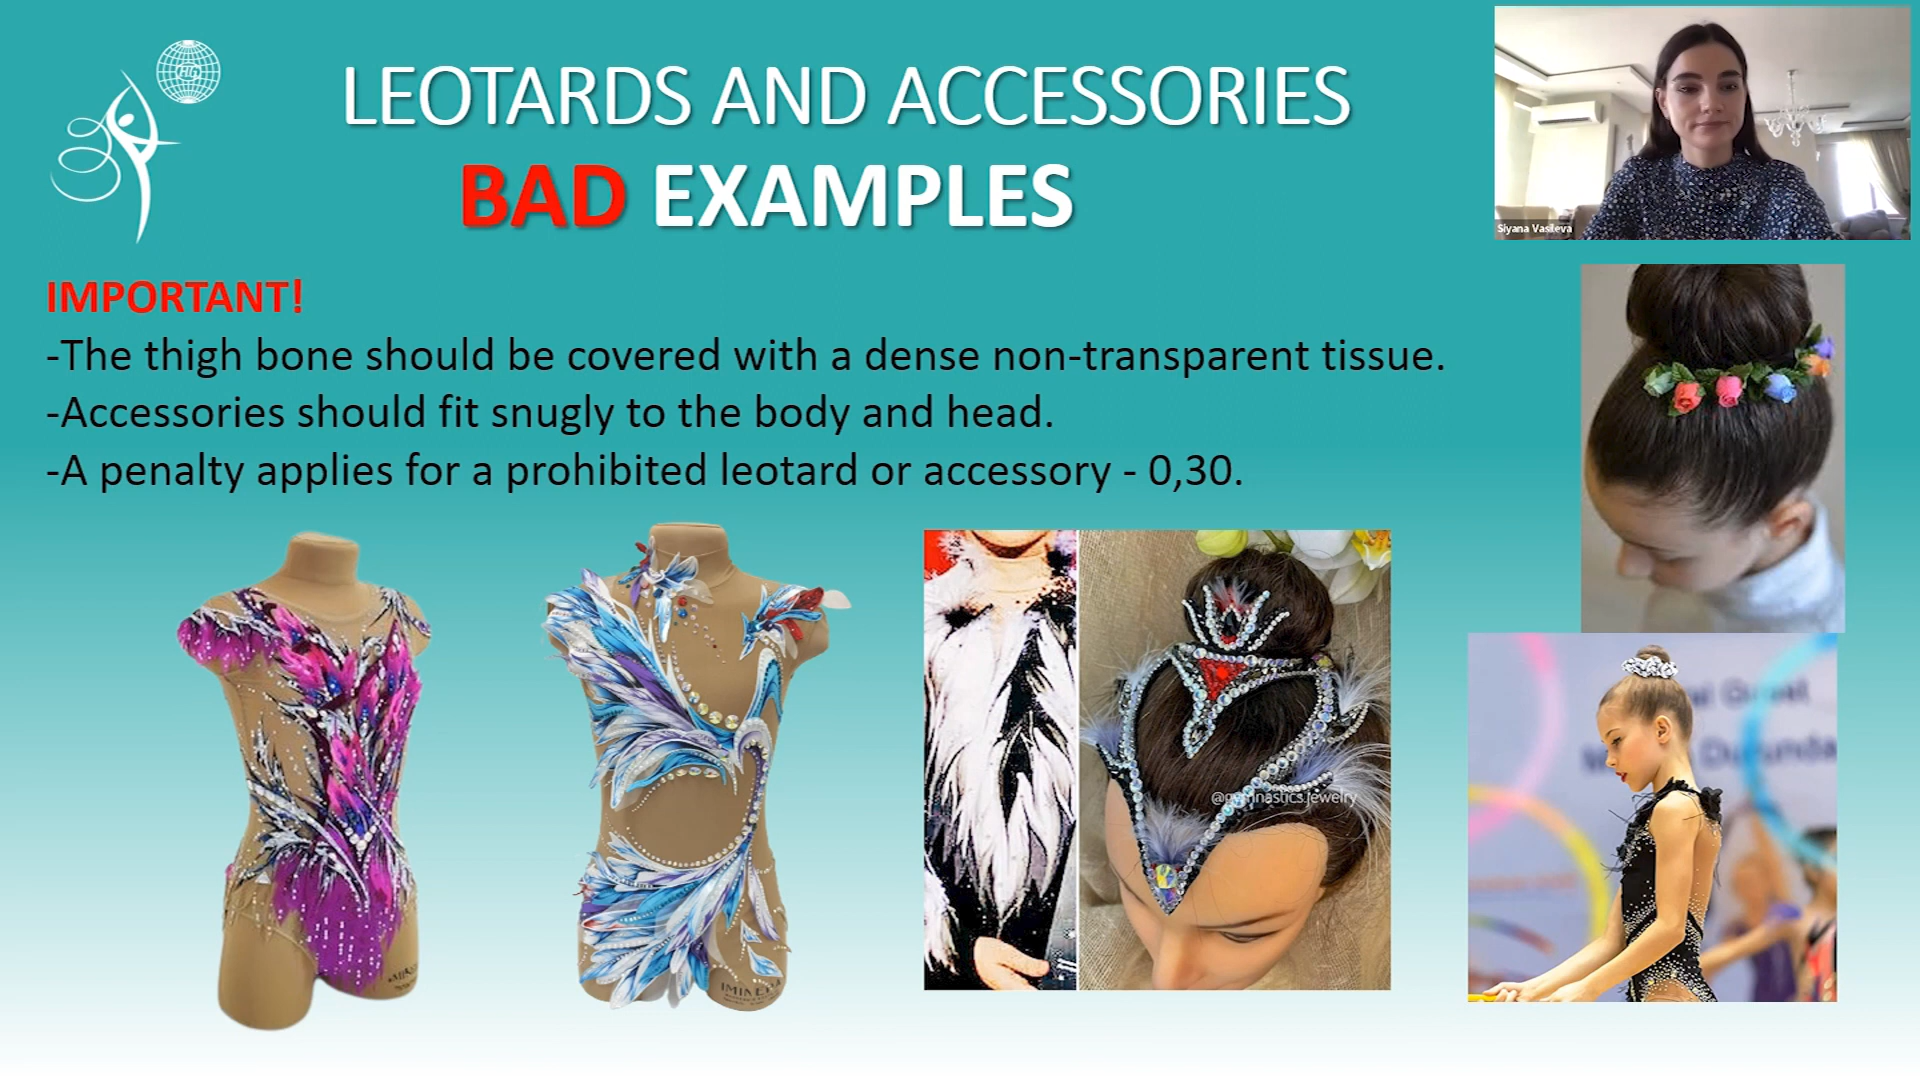 LEOTARDS AND ACCESSORIES
BAD EXAMPLES
Siyana Vasileva
IMPORTANT!
-The thigh bone should be covered with a dense non-transparent tissue.
-Accessories should fit snugly to the body and head.
-A penalty applies for a prohibited leotard or accessory - 0,30.
@gymnastics.jewelry